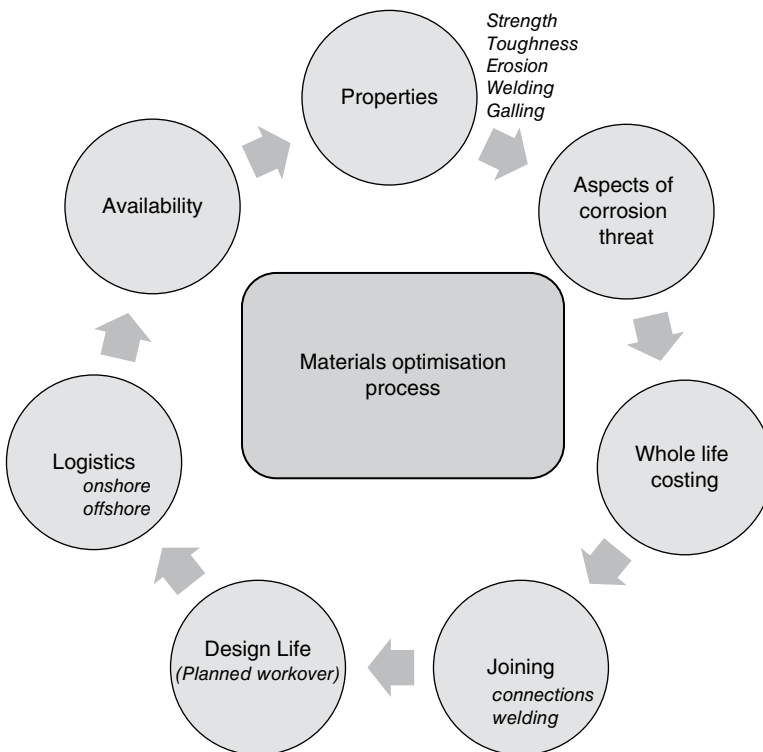 Properties
Strength
Toughness
Erosion
Welding
Galling
Aspects of
corrosion
threat
Whole life
costing
Joining
connections
welding
Design Life
(Planned workover)
Logistics
onshore
offshore
Availability
Materials optimisation
process